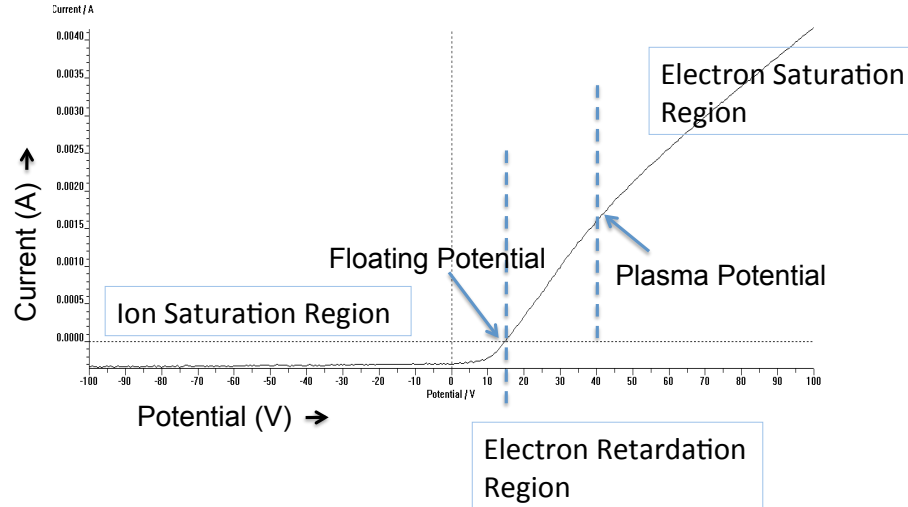 Current / A
0.0040
0.0035
0.0030
0.0025
0.0020
0.0015
0.0010
0.0005
0.0000
Current (A) →
Electron Saturation
Region
Floating Potential
Plasma Potential
Ion Saturation Region
-100 -90 -80 -70 -60 -50 -40 -30 -20 -10 0 10 20 30 40 50 60 70 80 90 100
Potential / V
Potential (V) →
Electron Retardation
Region